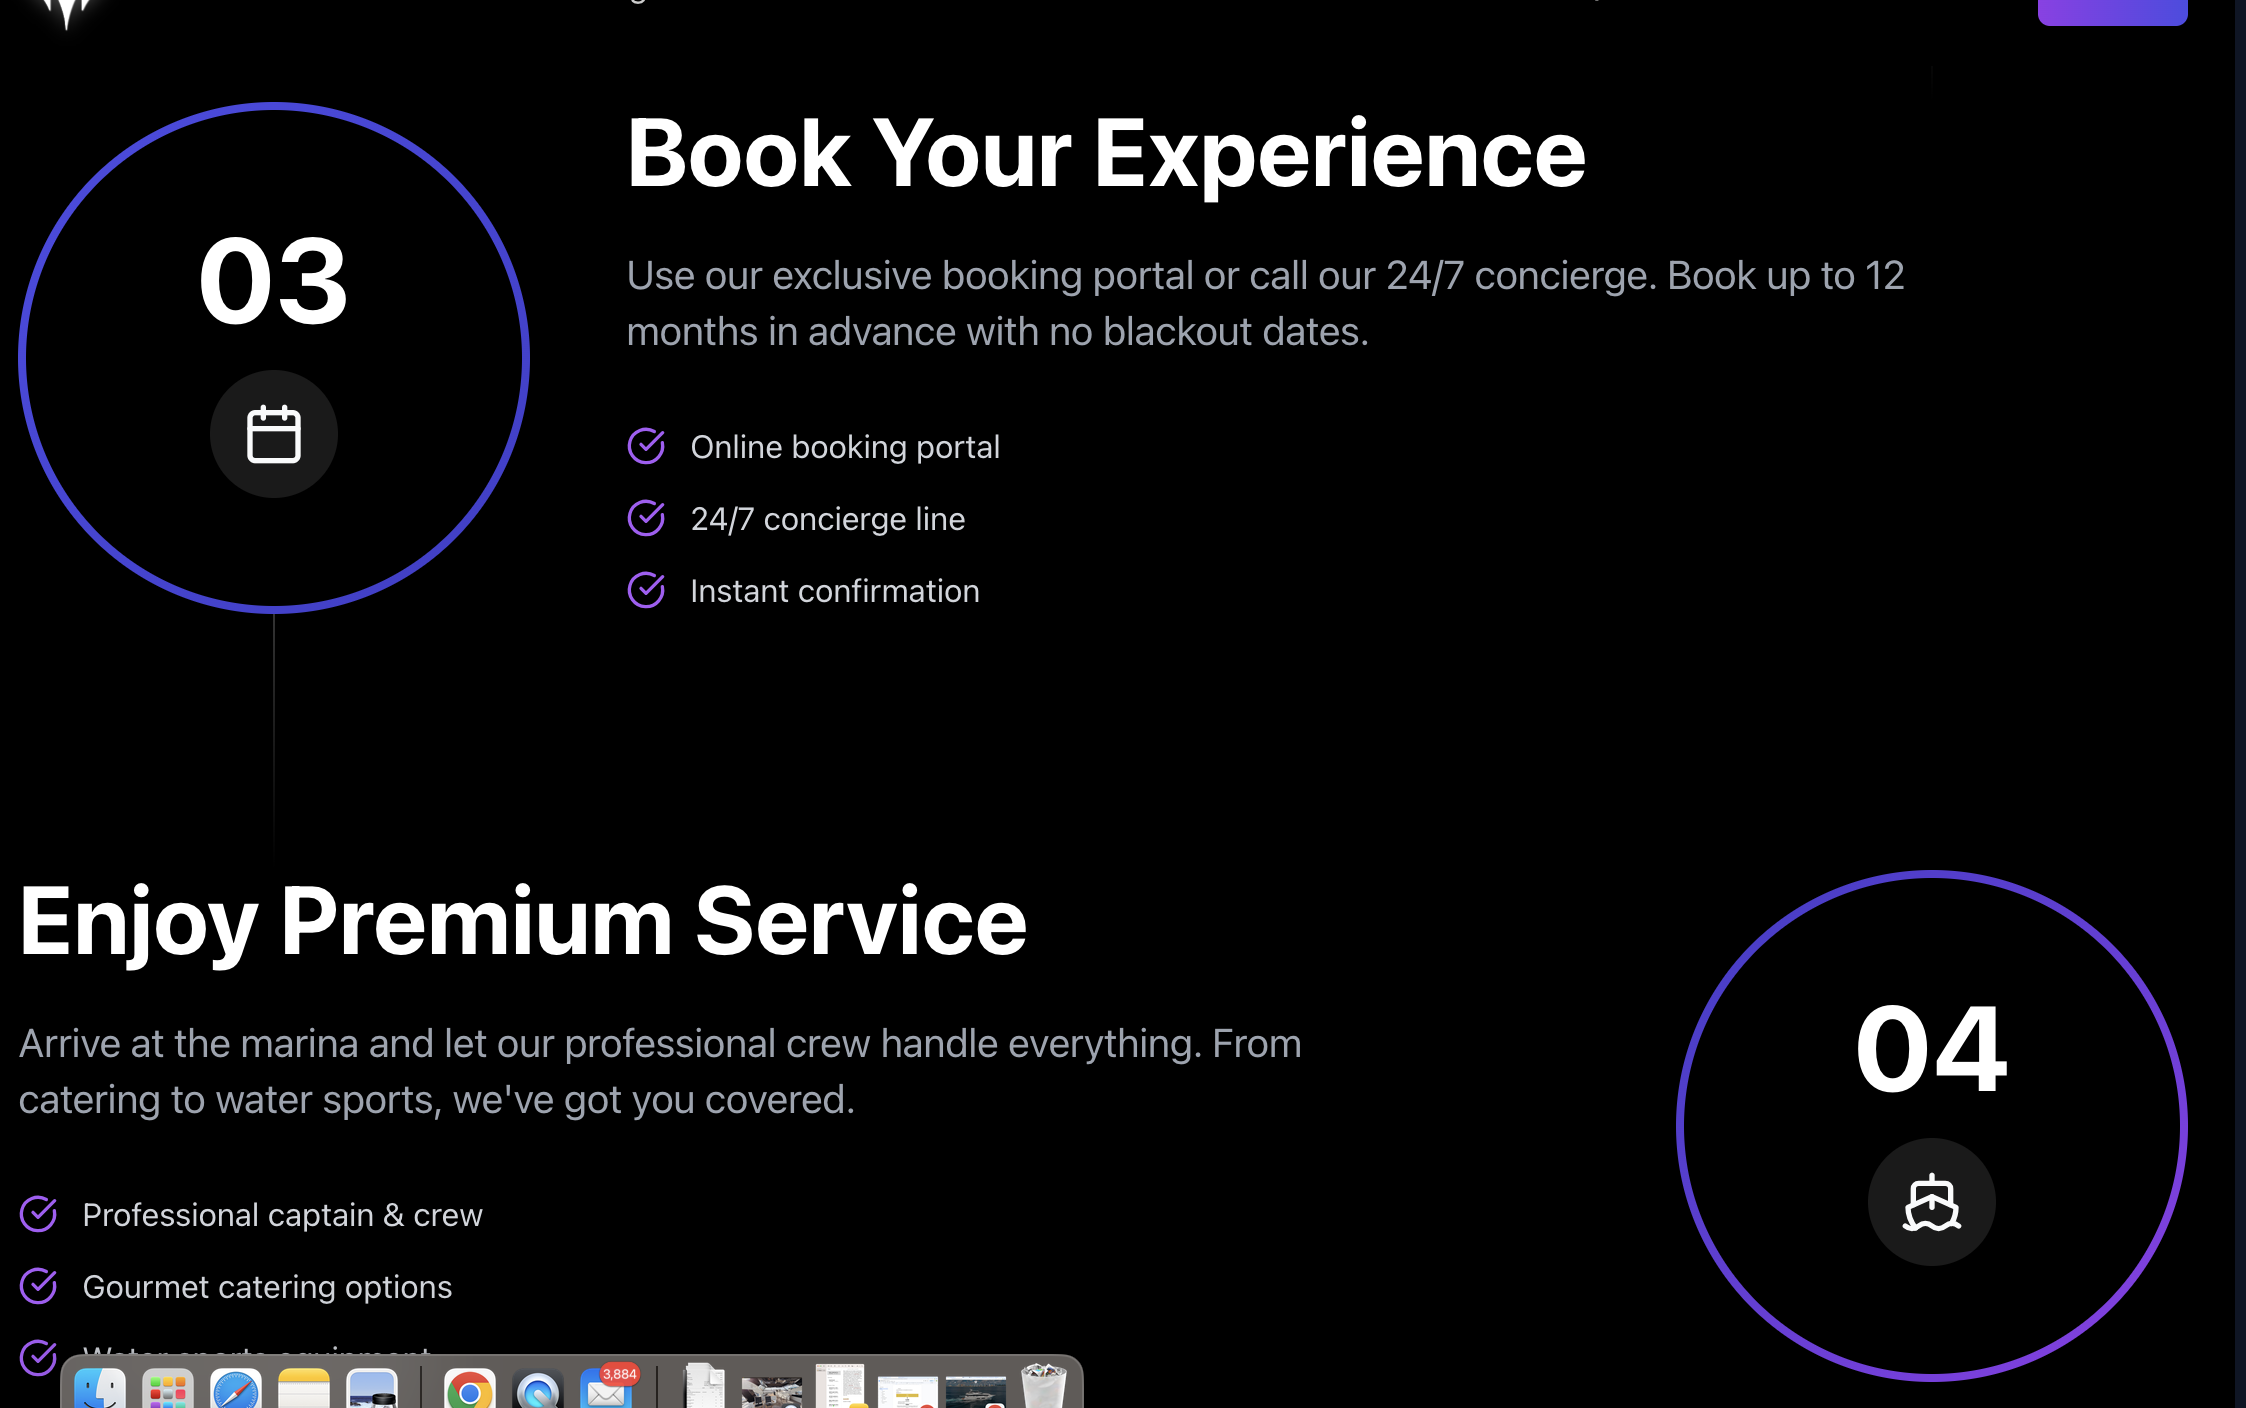 03
Book Your Experience
Use our exclusive booking portal or call our 24/7 concierge. Book up to 12
months in advance with no blackout dates.
Online booking portal
24/7 concierge line
Instant confirmation
Enjoy Premium Service
Arrive at the marina and let our professional crew handle everything. From
catering to water sports, we've got you covered.
04
Professional captain & crew
Gourmet catering options
Water sports equipment
3,884